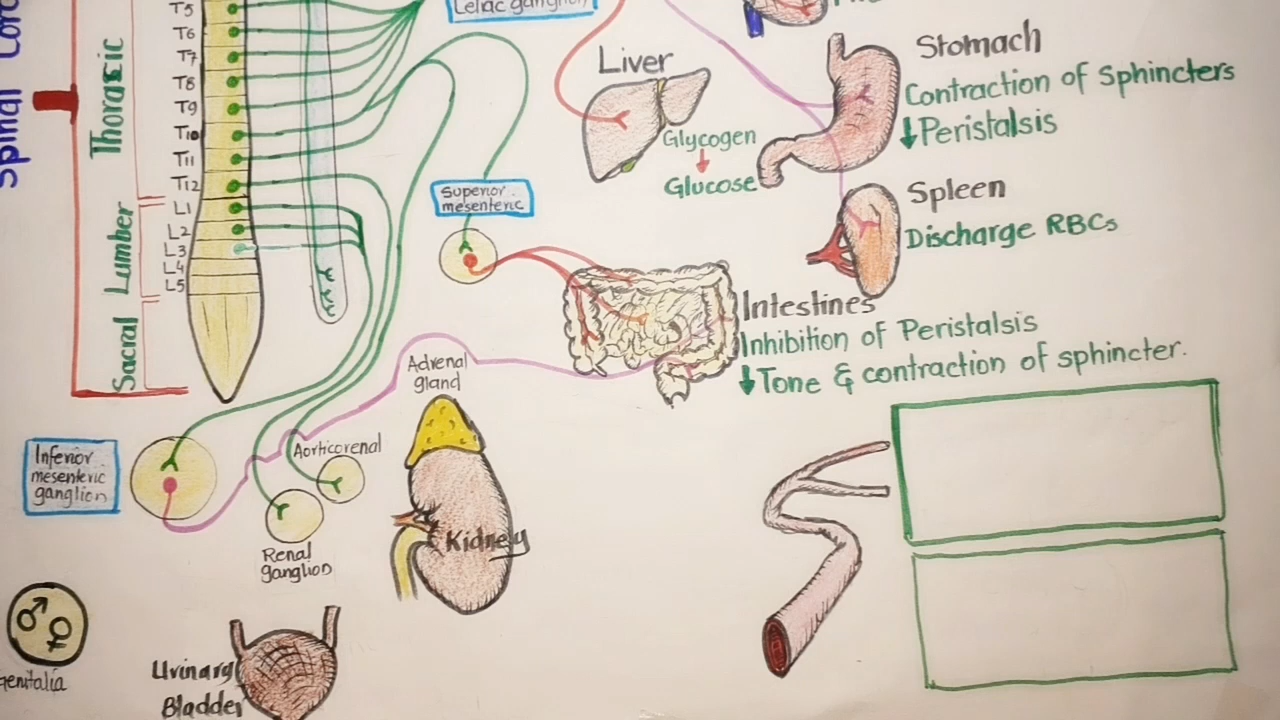 Spinal Cord
Thoracic
Lumber
Sacral
T5
T6
T7
T8
T9
T10
T11
T12
L1
L2
L3
L4
L5
Celiac ganglion
Liver
Glycogen
Glucose
Stomach
Contraction of Sphincters
↓Peristalsis
Spleen
Discharge RBCs
Superior
mesenteric
Intestines
Inhibition of Peristalsis
↓Tone & contraction of sphincter.
Adrenal
gland
Aorticorenal
Inferior
mesenteric
ganglion
Renal
ganglion
Kidney
♂
♀
genitalia
Urinary
Bladder